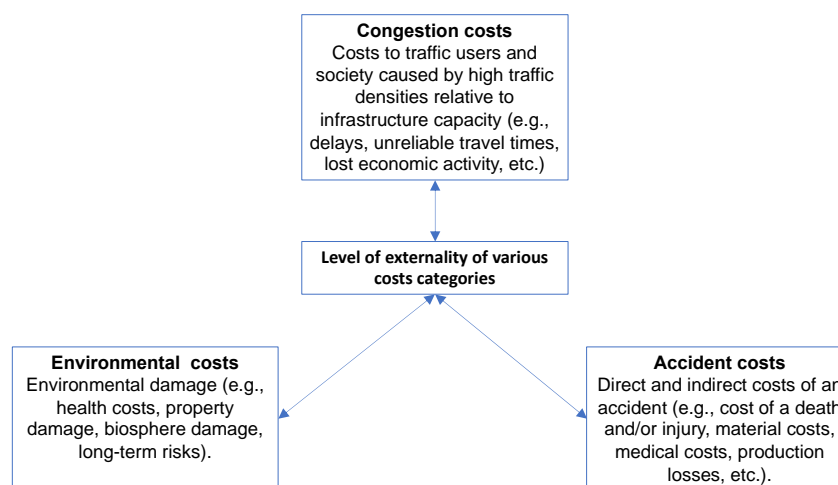 Congestion costs
Costs to traffic users and
society caused by high traffic
densities relative to
infrastructure capacity (e.g.,
delays, unreliable travel times,
lost economic activity, etc.)
Level of externality of various
costs categories
Environmental costs
Environmental damage (e.g.,
health costs, property
damage, biosphere damage,
long-term risks).
Accident costs
Direct and indirect costs of an
accident (e.g., cost of a death
and/or injury, material costs,
medical costs, production
losses, etc.).